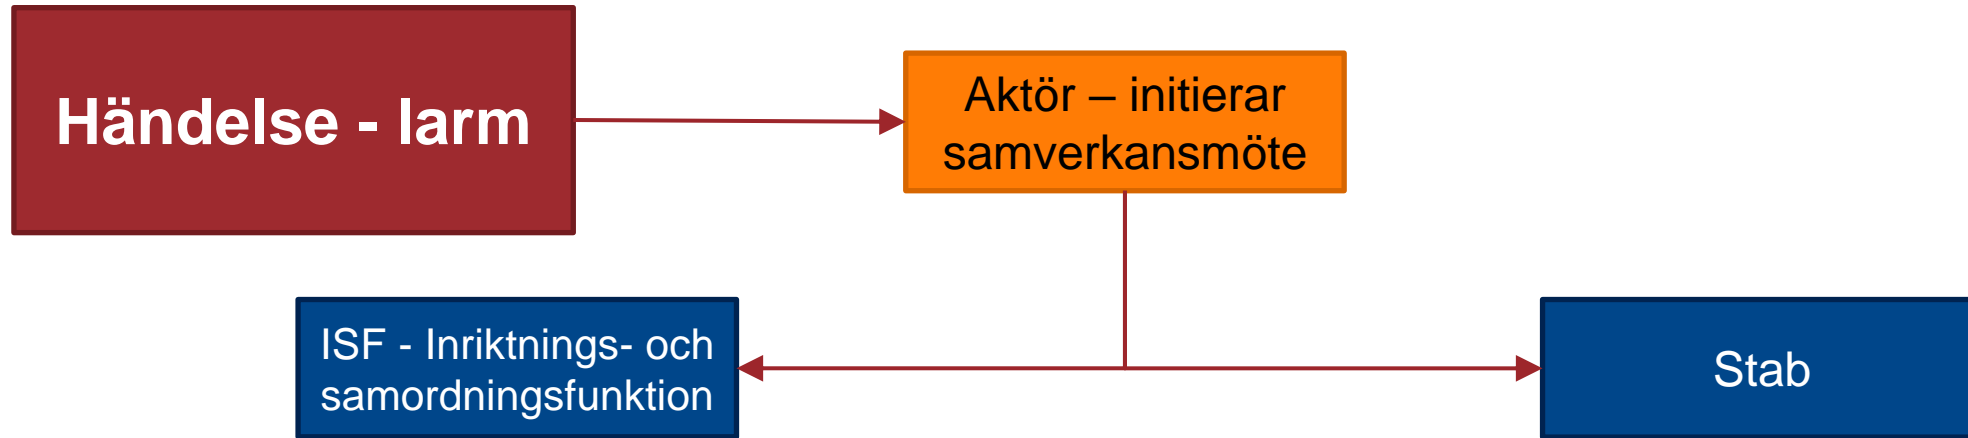 Händelse - larm
Aktör – initierar
samverkansmöte
ISF - Inriktnings- och
samordningsfunktion
Stab